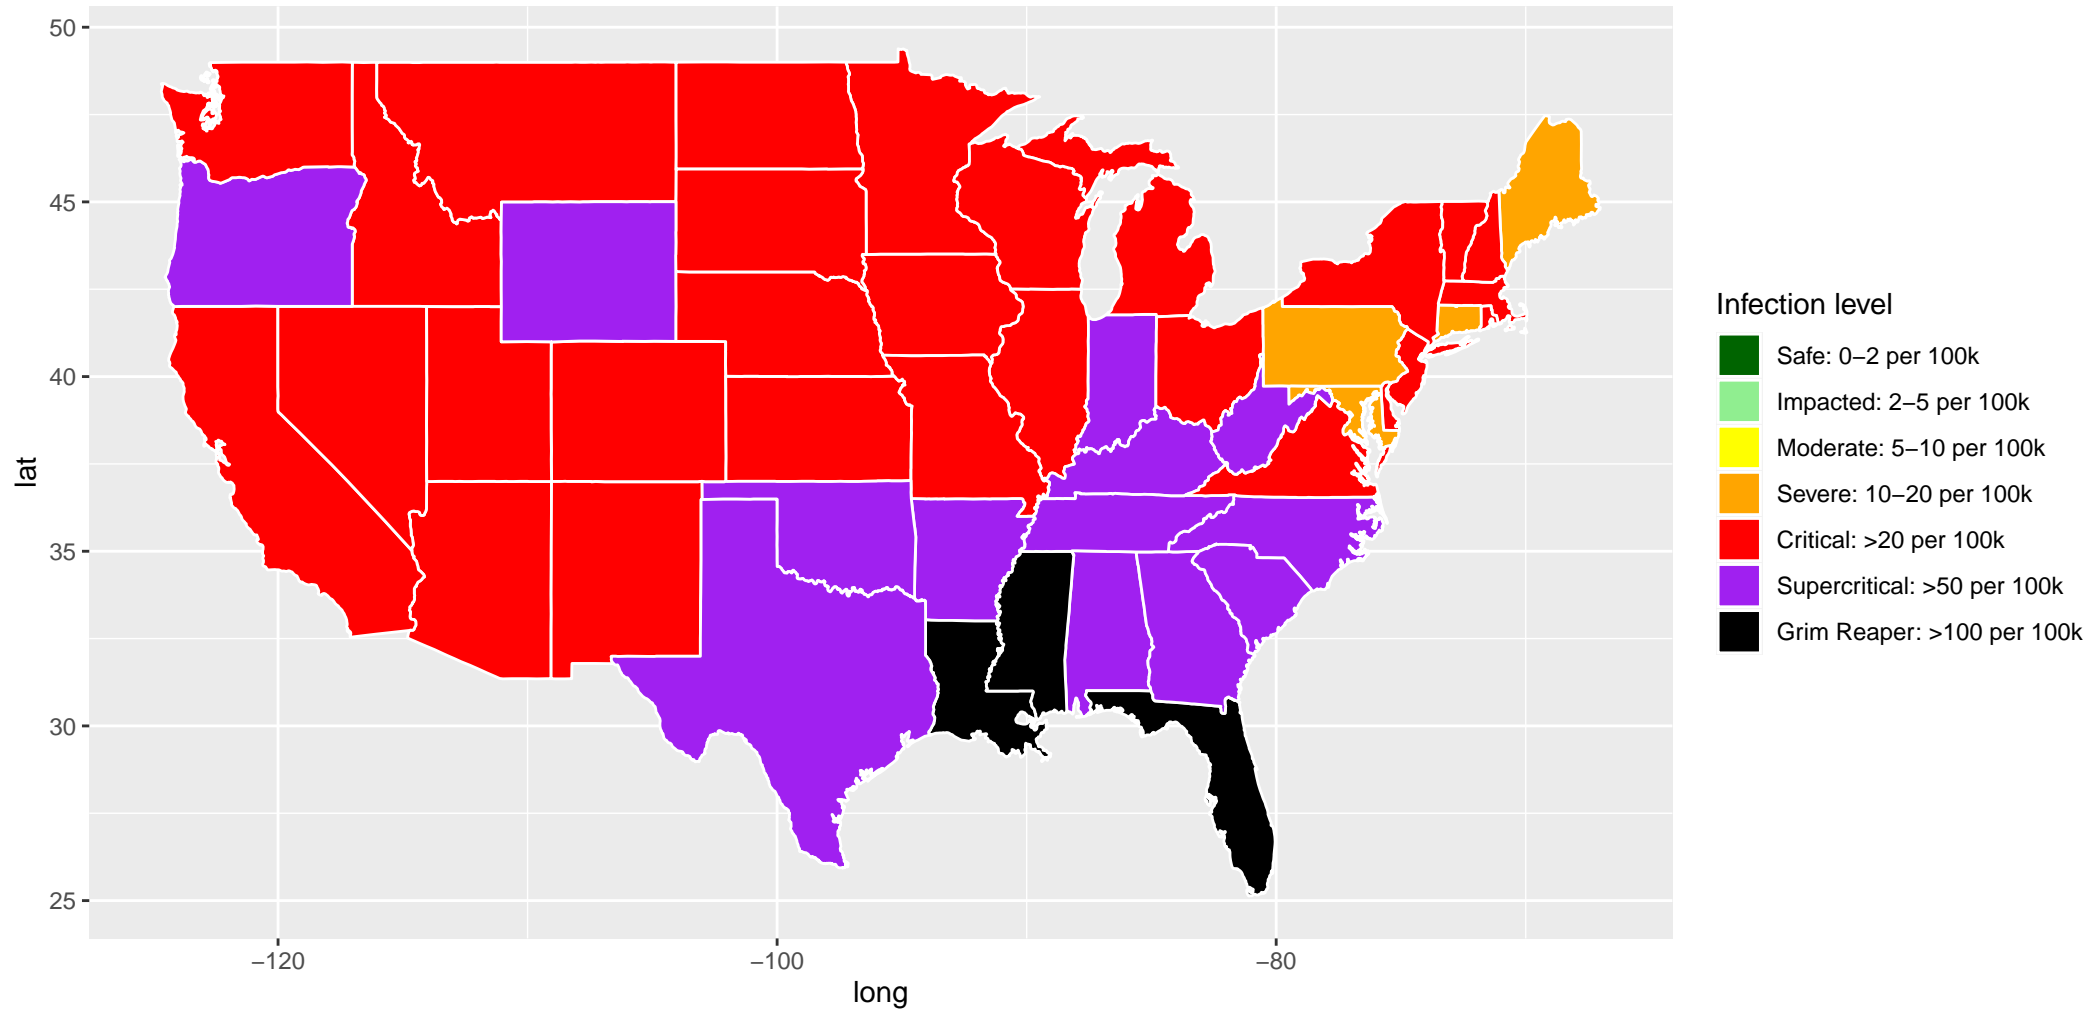 50
45
40
35
30
25
lat
−120
−100
−80
long
Infection level
Safe: 0−2 per 100k
Impacted: 2−5 per 100k
Moderate: 5−10 per 100k
Severe: 10−20 per 100k
Critical: >20 per 100k
Supercritical: >50 per 100k
Grim Reaper: >100 per 100k